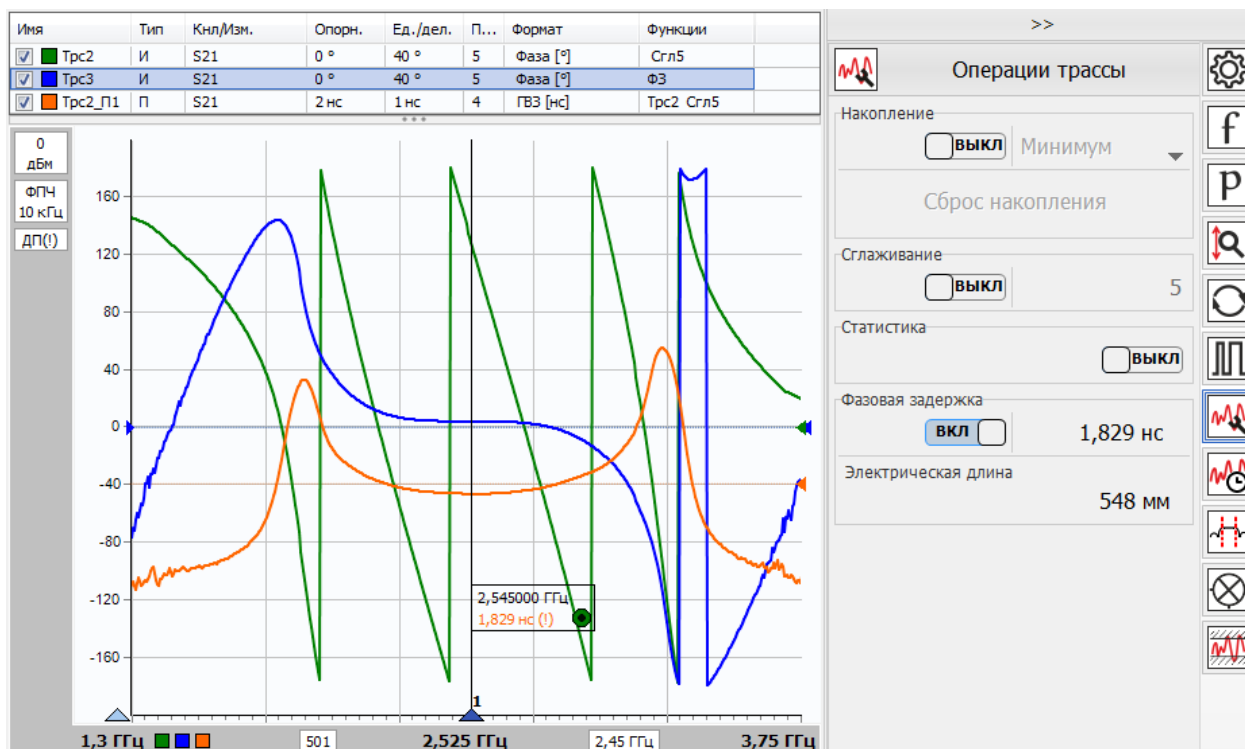 Имя Тип Кнл/Изм. Опорн. Ед./дел. П... Формат Функции
Трс2 И S21 0 ° 40 ° 5 Фаза [°] Сгл5
Трс3 И S21 0 ° 40 ° 5 Фаза [°] ФЗ
Трс2_П1 П S21 2 нс 1 нс 4 ГВЗ [нс] Трс2 Сгл5
0
дБм
ФПЧ
10 кГц
ДП(!)
160
120
80
40
0
-40
-80
-120
-160
2,545000 ГГц
1,829 нс (!)
1
1,3 ГГц 501 2,525 ГГц 2,45 ГГц 3,75 ГГц
>>
Операции трассы
Накопление
ВЫКЛ Минимум
Сброс накопления
Сглаживание
ВЫКЛ 5
Статистика
ВЫКЛ
Фазовая задержка
ВКЛ 1,829 нс
Электрическая длина
548 мм
f
p